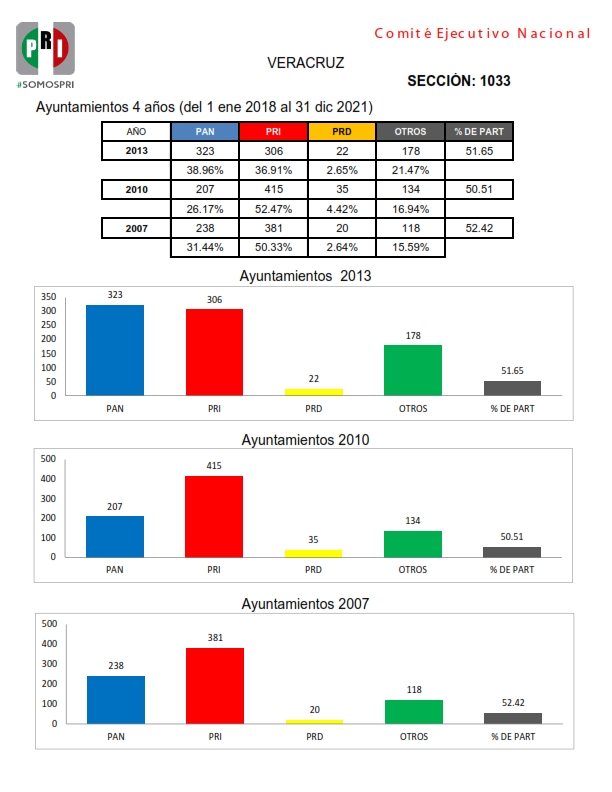 Comité Ejecutivo Nacional
PRI
#SOMOSPRI
VERACRUZ
SECCIÓN: 1033
Ayuntamientos 4 años (del 1 ene 2018 al 31 dic 2021)
AÑO PAN PRI PRD OTROS % DE PART
2013 323 306 22 178 51.65
38.96% 36.91% 2.65% 21.47%
2010 207 415 35 134 50.51
26.17% 52.47% 4.42% 16.94%
2007 238 381 20 118 52.42
31.44% 50.33% 2.64% 15.59%
Ayuntamientos 2013
350
300
250
200
150
100
50
0
323 306 22 178 51.65
PAN PRI PRD OTROS % DE PART
Ayuntamientos 2010
500
400
300
200
100
0
207 415 35 134 50.51
PAN PRI PRD OTROS % DE PART
Ayuntamientos 2007
500
400
300
200
100
0
238 381 20 118 52.42
PAN PRI PRD OTROS % DE PART